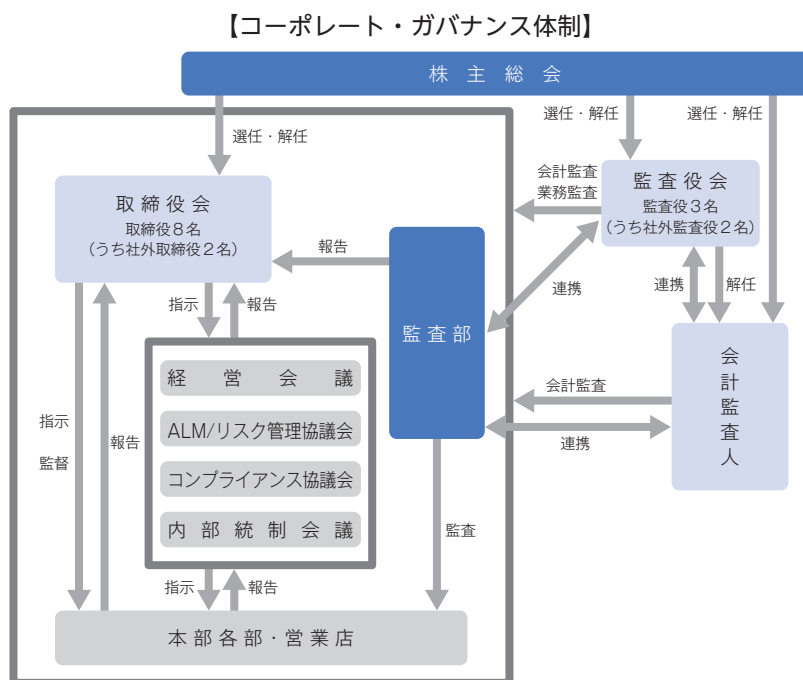 【コーポレート・ガバナンス体制】
株主総会
選任・解任
選任・解任
選任・解任
取締役会
取締役8名
(うち社外取締役2名)
会計監査
業務監査
監査役会
監査役3名
(うち社外監査役2名)
報告
連携
連携
解任
指示
報告
監査部
経営会議
ALM/リスク管理協議会
コンプライアンス協議会
内部統制会議
会計監査
連携
会計監査人
指示
監督
報告
監査
指示
報告
本部各部・営業店